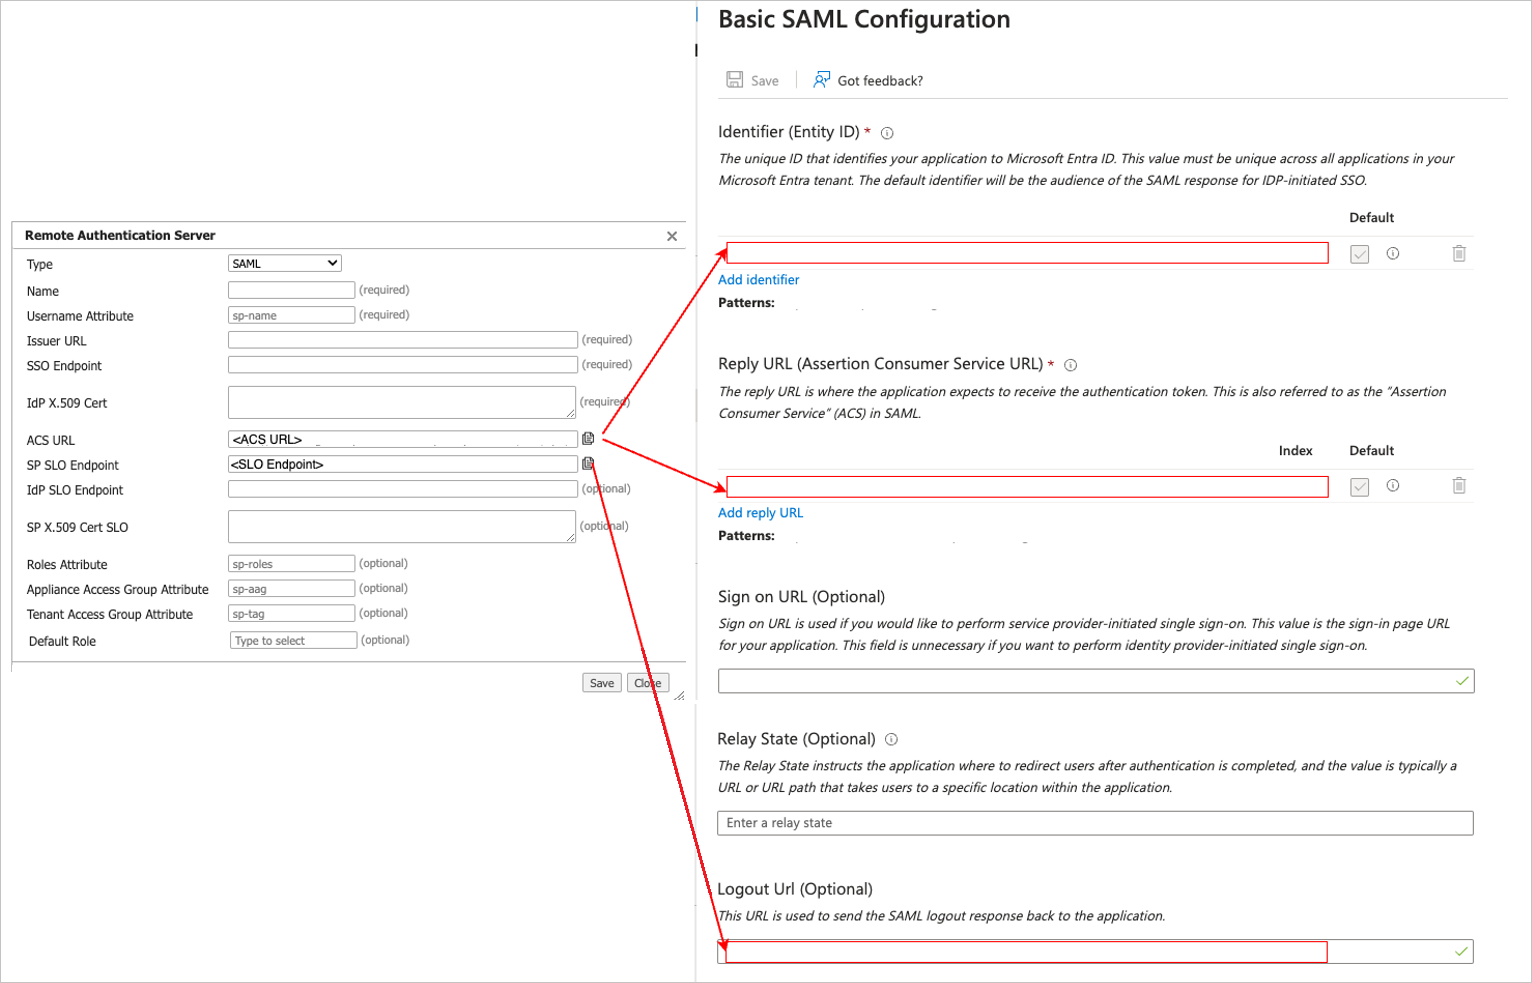 Remote Authentication Server
Type SAML
Name (required)
Username Attribute sp-name (required)
Issuer URL (required)
SSO Endpoint (required)
IdP X.509 Cert (required)
ACS URL <ACS URL>
SP SLO Endpoint <SLO Endpoint>
IdP SLO Endpoint (optional)
SP X.509 Cert SLO (optional)
Roles Attribute sp-roles (optional)
Appliance Access Group Attribute sp-aag (optional)
Tenant Access Group Attribute sp-tag (optional)
Default Role Type to select (optional)
Save Close
Basic SAML Configuration
Save Got feedback?
Identifier (Entity ID) *
The unique ID that identifies your application to Microsoft Entra ID. This value must be unique across all applications in your
Microsoft Entra tenant. The default identifier will be the audience of the SAML response for IDP-initiated SSO.
Default
Add identifier
Patterns:
Reply URL (Assertion Consumer Service URL) *
The reply URL is where the application expects to receive the authentication token. This is also referred to as the “Assertion
Consumer Service” (ACS) in SAML.
Index Default
Add reply URL
Patterns:
Sign on URL (Optional)
Sign on URL is used if you would like to perform service provider-initiated single sign-on. This value is the sign-in page URL
for your application. This field is unnecessary if you want to perform identity provider-initiated single sign-on.
Relay State (Optional)
The Relay State instructs the application where to redirect users after authentication is completed, and the value is typically a
URL or URL path that takes users to a specific location within the application.
Enter a relay state
Logout Url (Optional)
This URL is used to send the SAML logout response back to the application.